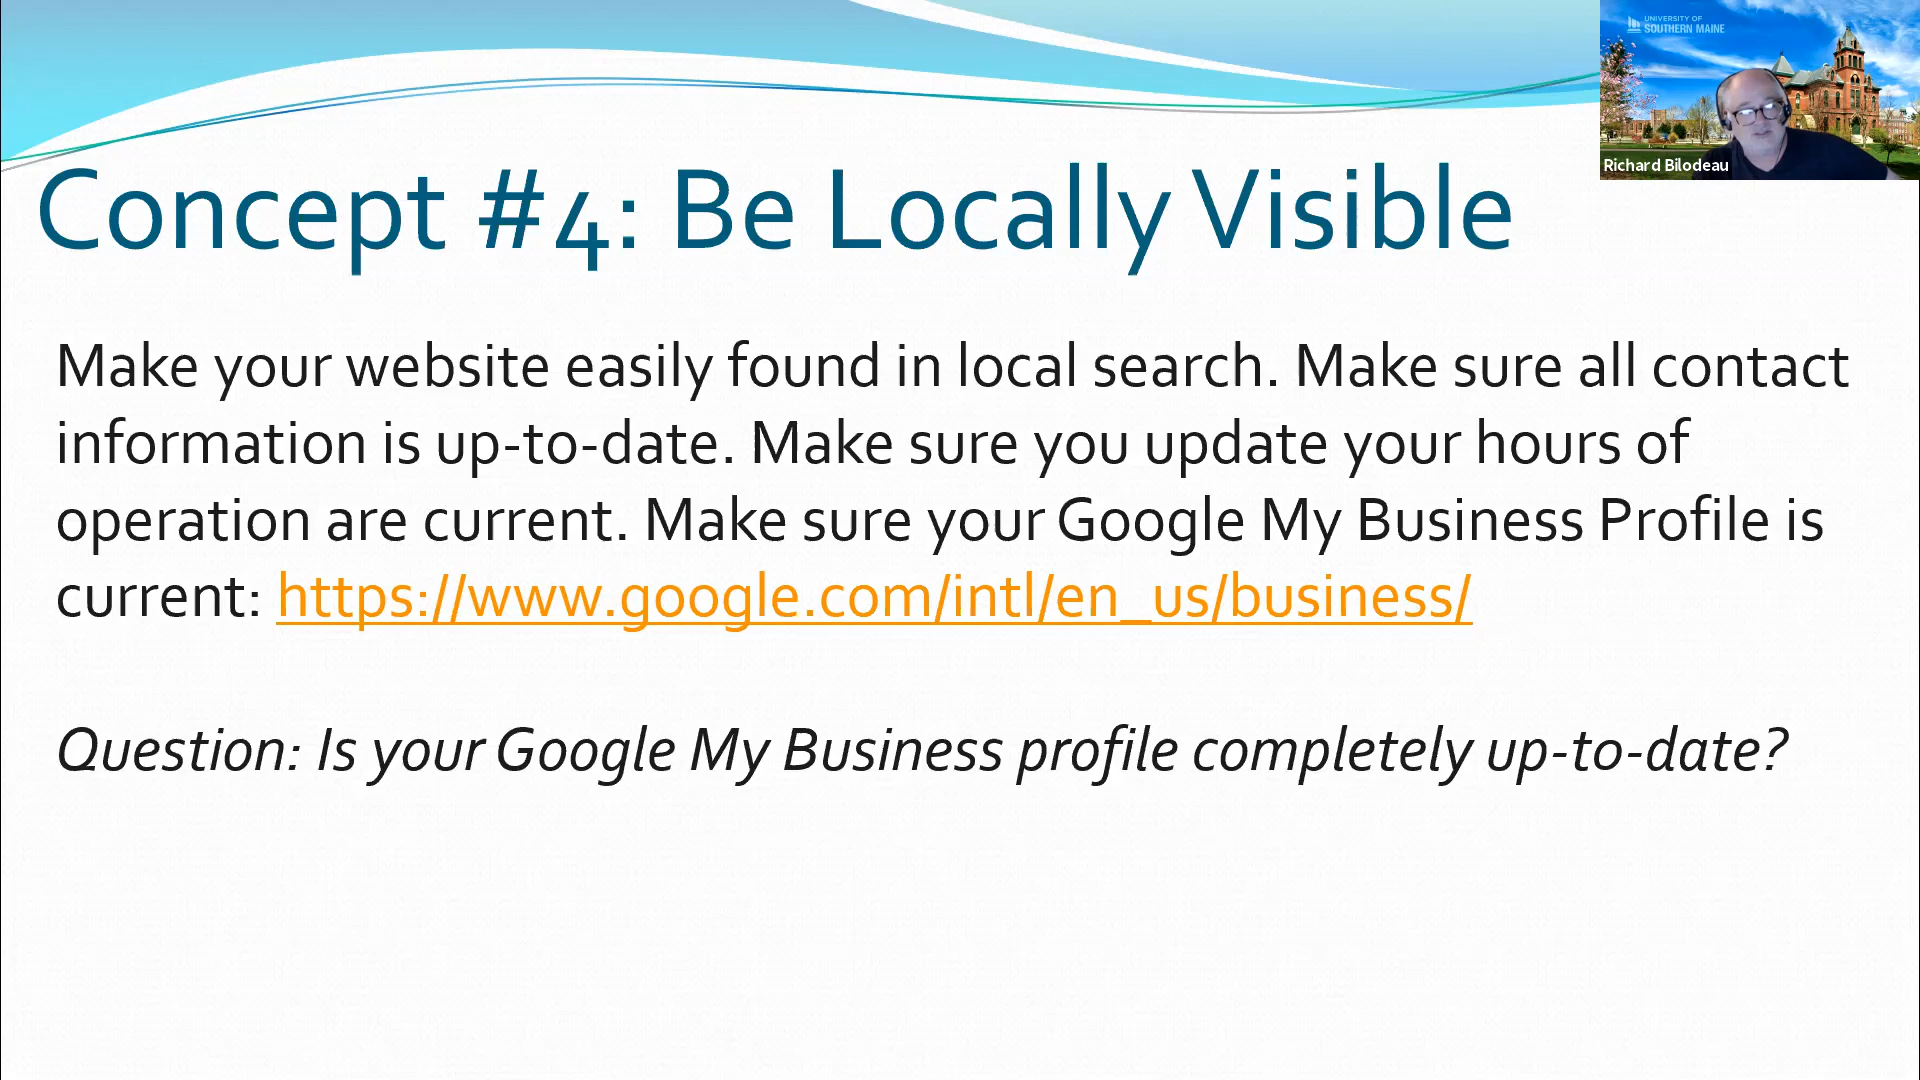 UNIVERSITY OF
SOUTHERN MAINE
Richard Bilodeau
Concept #4: Be Locally Visible
Make your website easily found in local search. Make sure all contact
information is up-to-date. Make sure you update your hours of
operation are current. Make sure your Google My Business Profile is
current: https://www.google.com/intl/en_us/business/
Question: Is your Google My Business profile completely up-to-date?